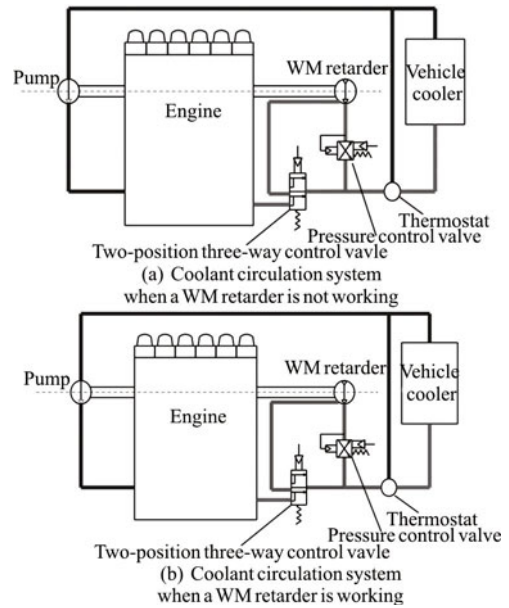 Pump
WM retarder
Vehicle
cooler
Engine
Thermostat
Pressure control valve
Two-position three-way control vavle
(a) Coolant circulation system
when a WM retarder is not working
Pump
WM retarder
Vehicle
cooler
Engine
Thermostat
Pressure control valve
Two-position three-way control vavle
(b) Coolant circulation system
when a WM retarder is working